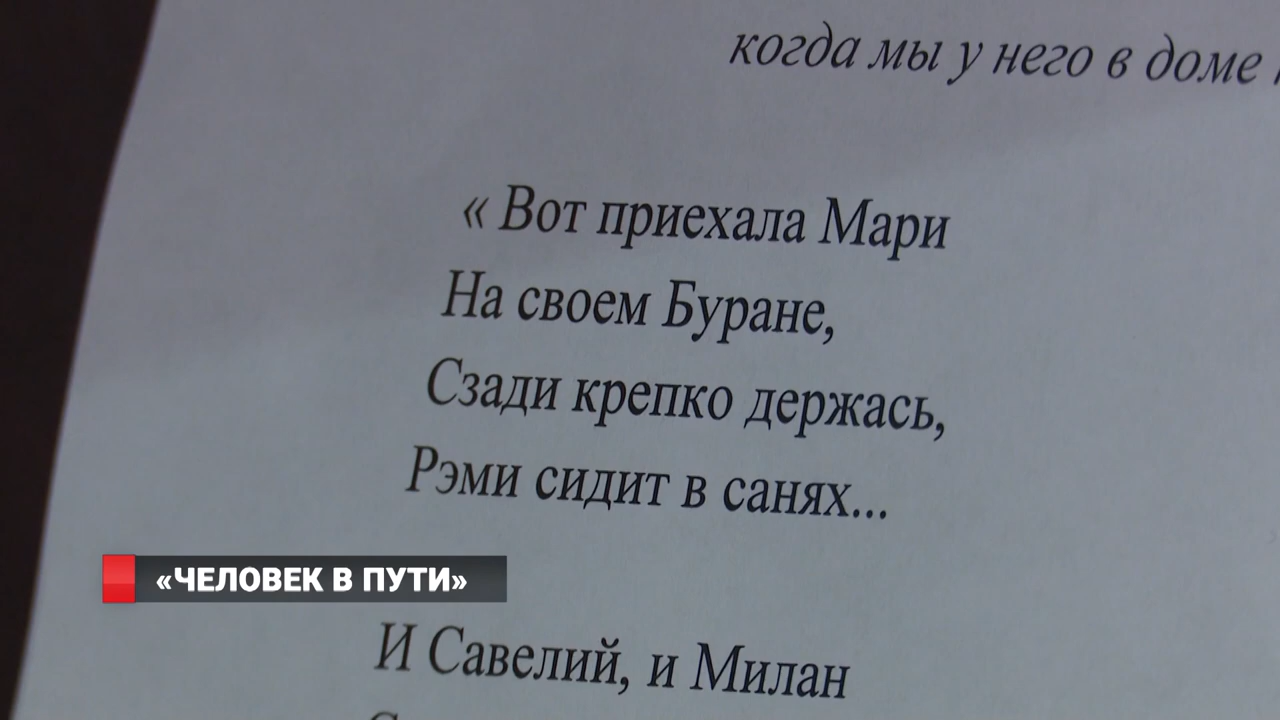 когда мы у него в доме
« Вот приехала Мари
На своем Буране,
Сзади крепко держась,
Рэми сидит в санях...
«ЧЕЛОВЕК В ПУТИ»
И Савелий, и Милан